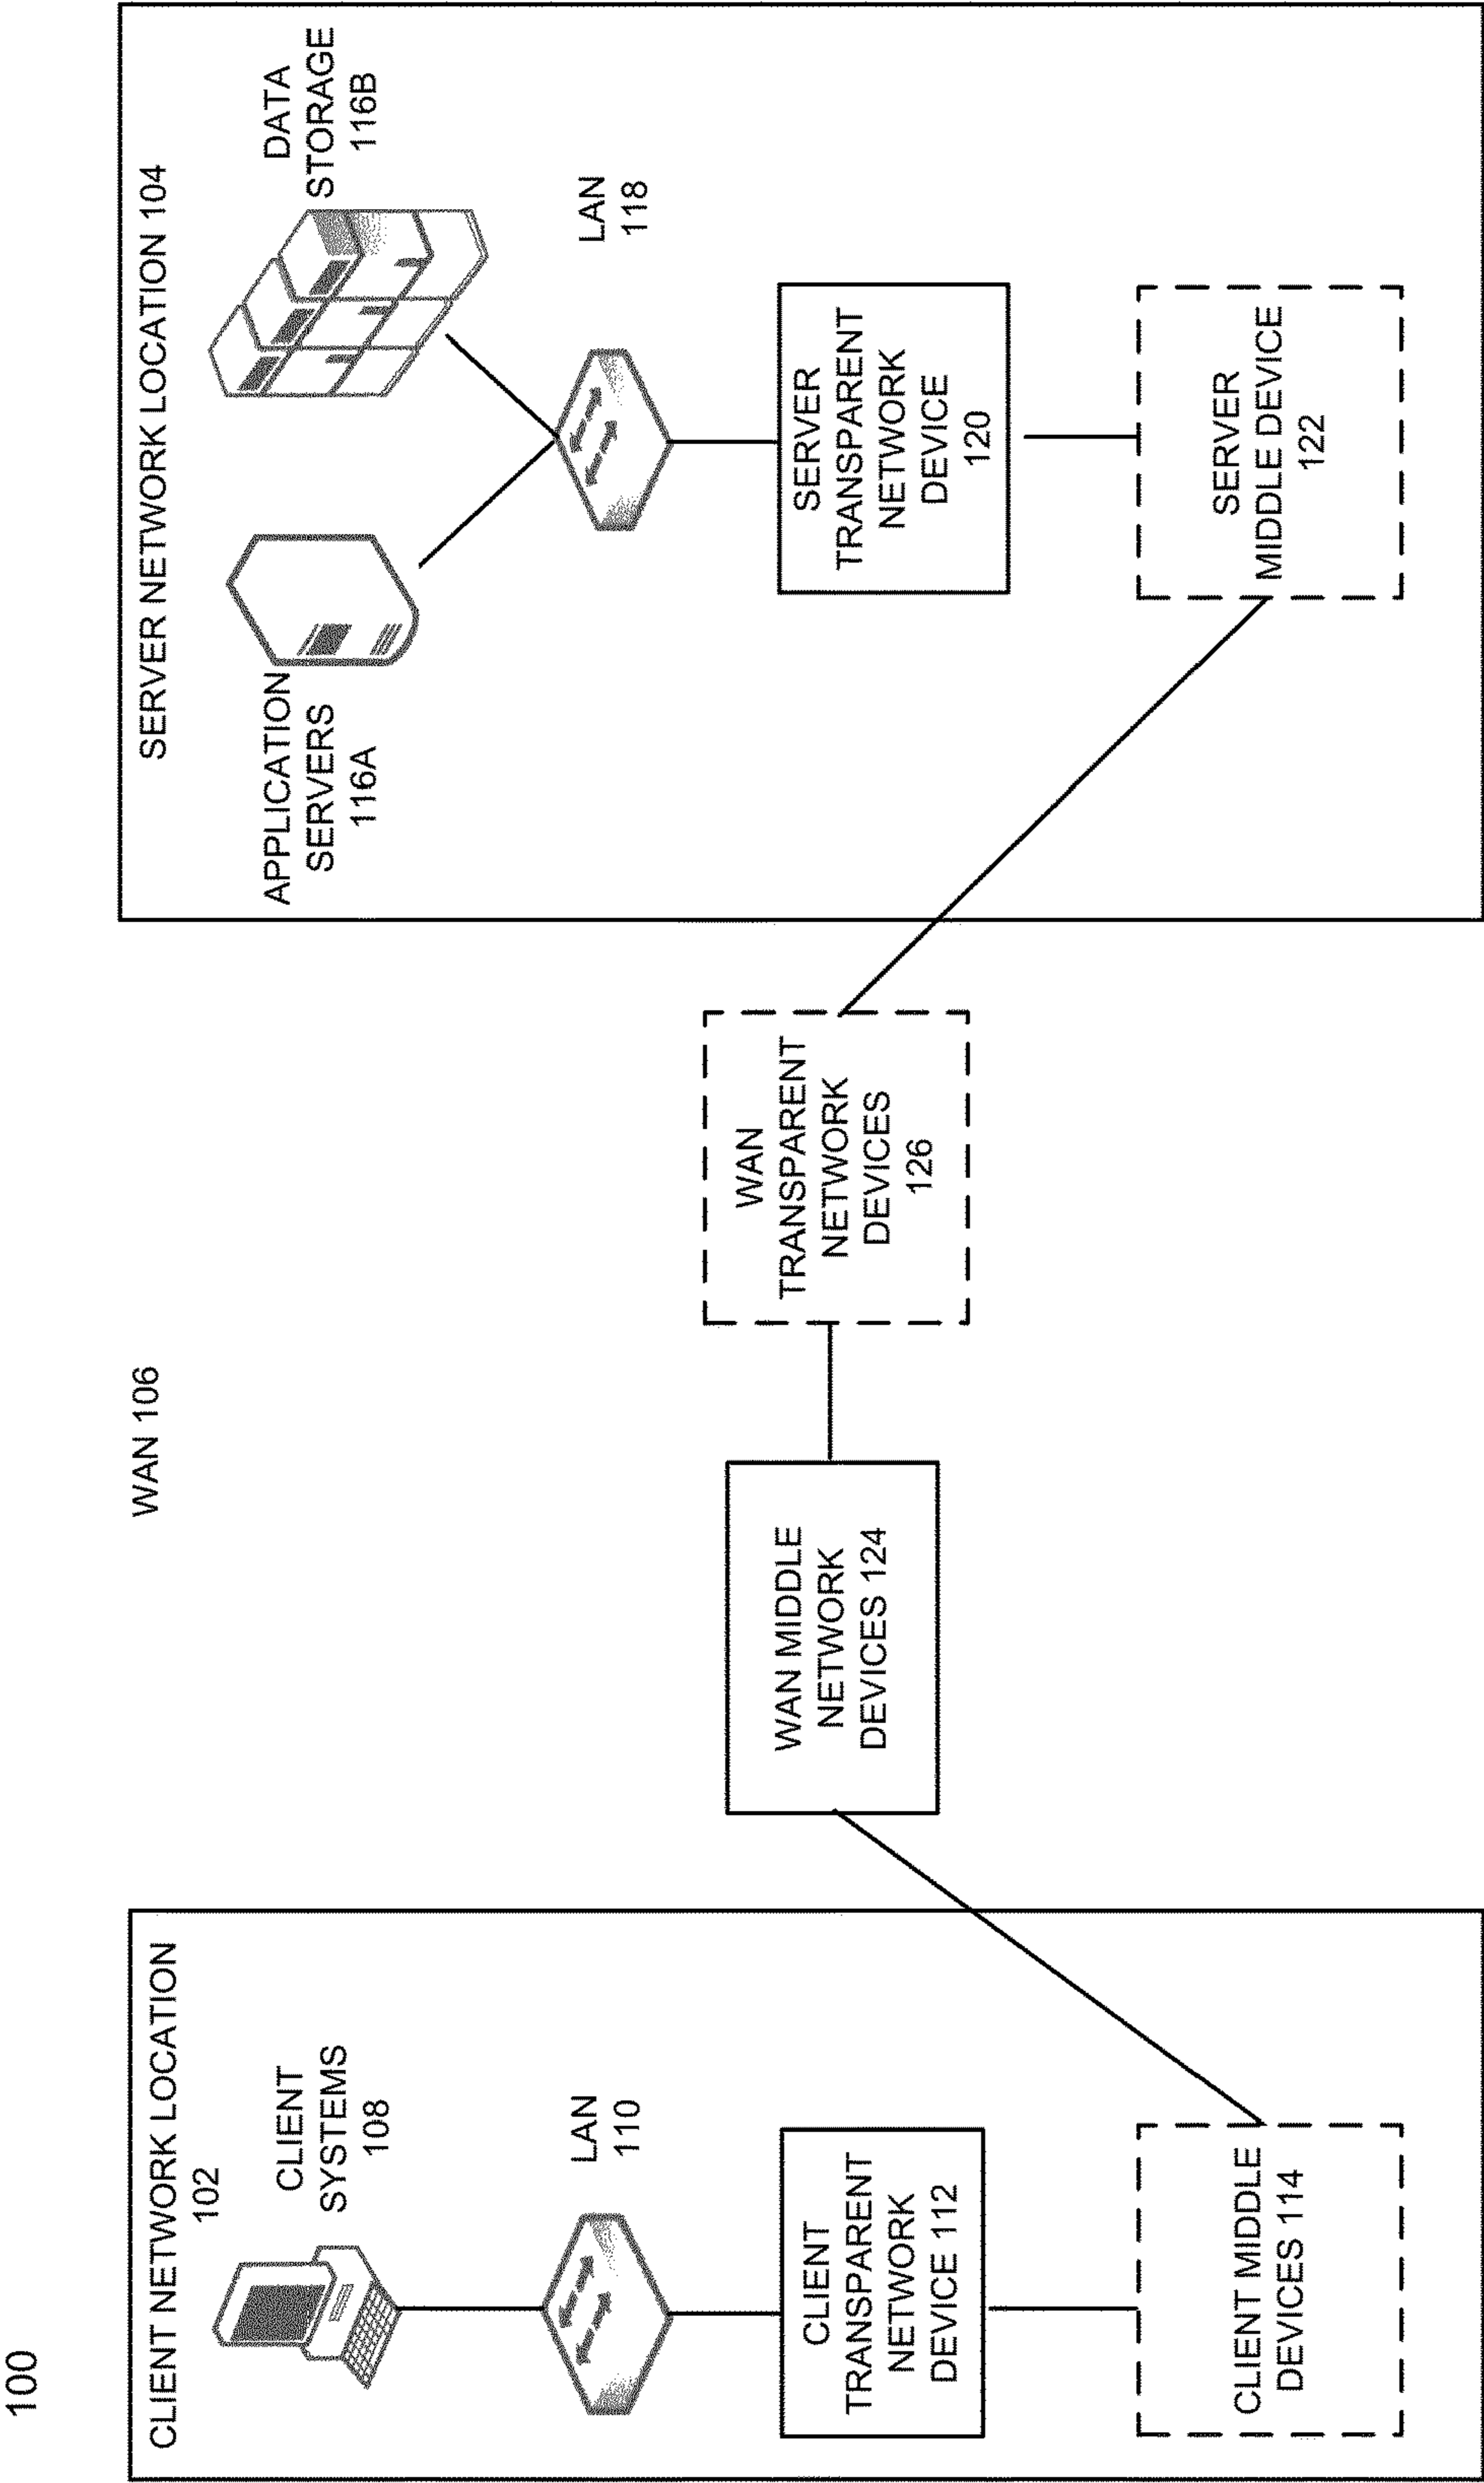 100
CLIENT NETWORK LOCATION
102
CLIENT
SYSTEMS
108
LAN
110
CLIENT
TRANSPARENT
NETWORK
DEVICE 112
CLIENT MIDDLE
DEVICES 114
WAN 106
WAN MIDDLE
NETWORK
DEVICES 124
WAN
TRANSPARENT
NETWORK
DEVICES
126
SERVER NETWORK LOCATION 104
APPLICATION
SERVERS
116A
DATA
STORAGE
116B
LAN
118
SERVER
TRANSPARENT
NETWORK
DEVICE
120
SERVER
MIDDLE DEVICE
122